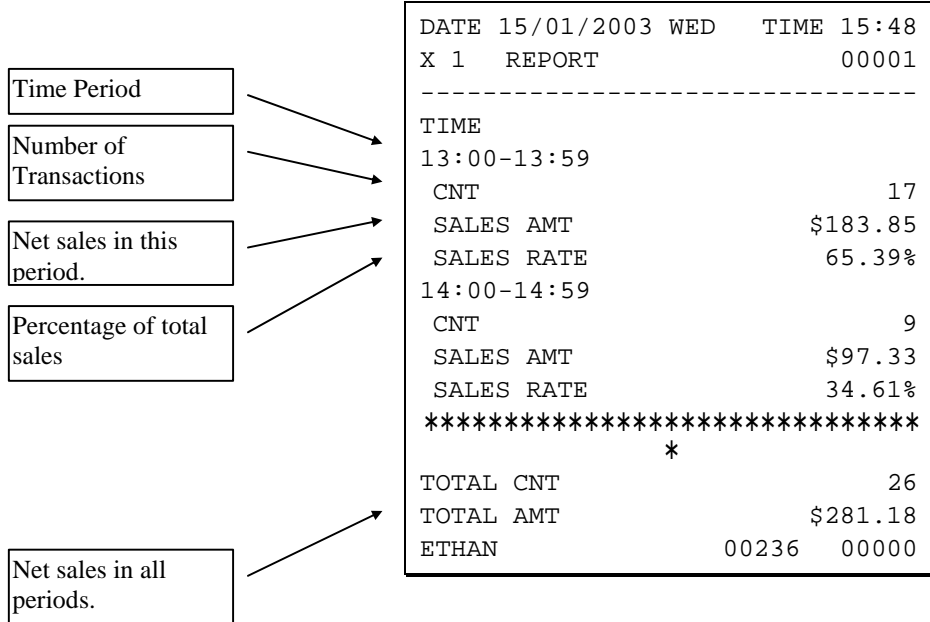 DATE 15/01/2003 WED TIME 15:48
X 1 REPORT 00001
--------------------------------
TIME
13:00-13:59
CNT 17
SALES AMT $183.85
SALES RATE 65.39%
14:00-14:59
CNT 9
SALES AMT $97.33
SALES RATE 34.61%
*******************************
*
TOTAL CNT 26
TOTAL AMT $281.18
ETHAN 00236 00000
Time Period
Number of
Transactions
Net sales in this
period.
Percentage of total
sales
Net sales in all
periods.